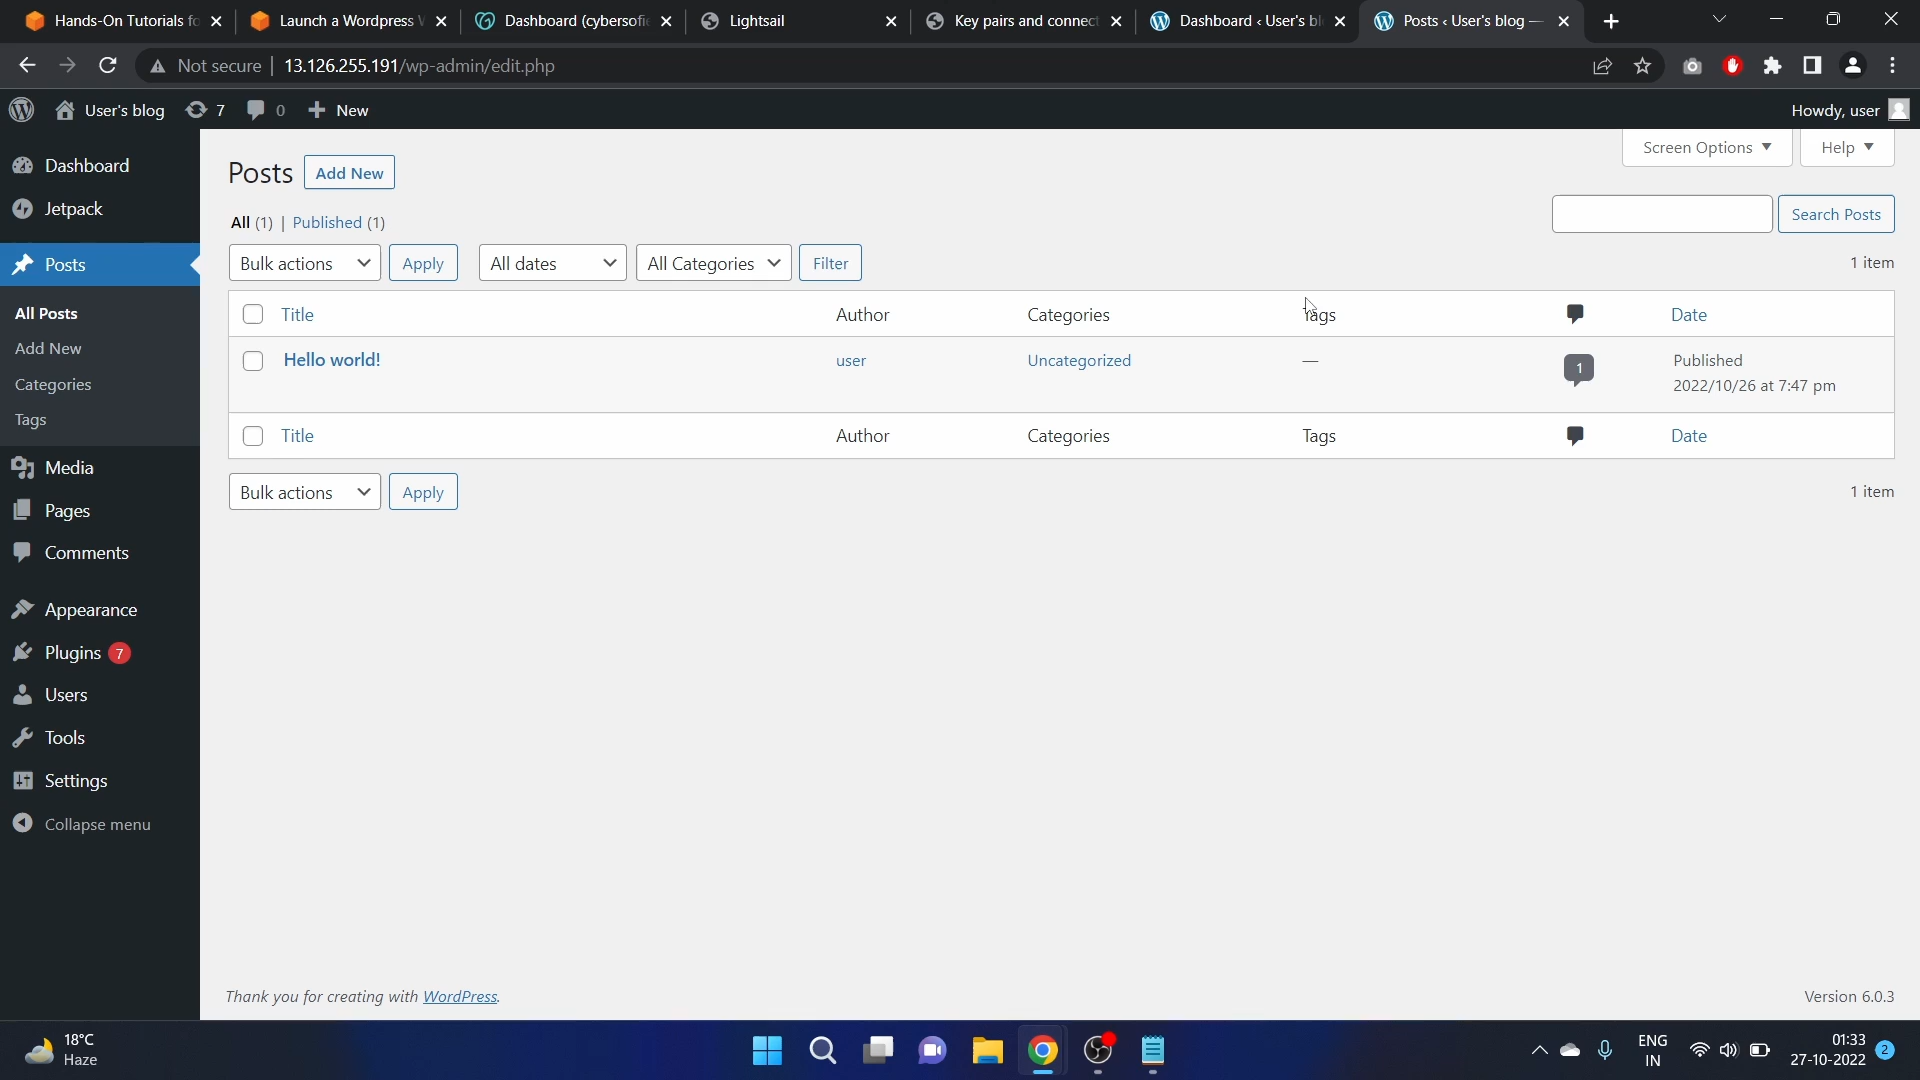 Hands-On Tutorials fo
Launch a Wordpress W
Dashboard (cybersofie
Lightsail
Key pairs and connect
Dashboard ‹ User's bl
Posts ‹ User's blog —
Not secure
13.126.255.191/wp-admin/edit.php
User's blog
7
0
New
Howdy, user
Dashboard
Jetpack
Posts
All Posts
Add New
Categories
Tags
Media
Pages
Comments
Appearance
Plugins 7
Users
Tools
Settings
Collapse menu
Screen Options
Help
Posts
Add New
All (1) | Published (1)
Search Posts
Bulk actions
Apply
All dates
All Categories
Filter
1 item
Title
Author
Categories
Tags
Date
Hello world!
user
Uncategorized
—
1
Published
2022/10/26 at 7:47 pm
Title
Author
Categories
Tags
Date
Bulk actions
Apply
1 item
Thank you for creating with WordPress.
Version 6.0.3
18°C
Haze
ENG
IN
01:33
27-10-2022
2